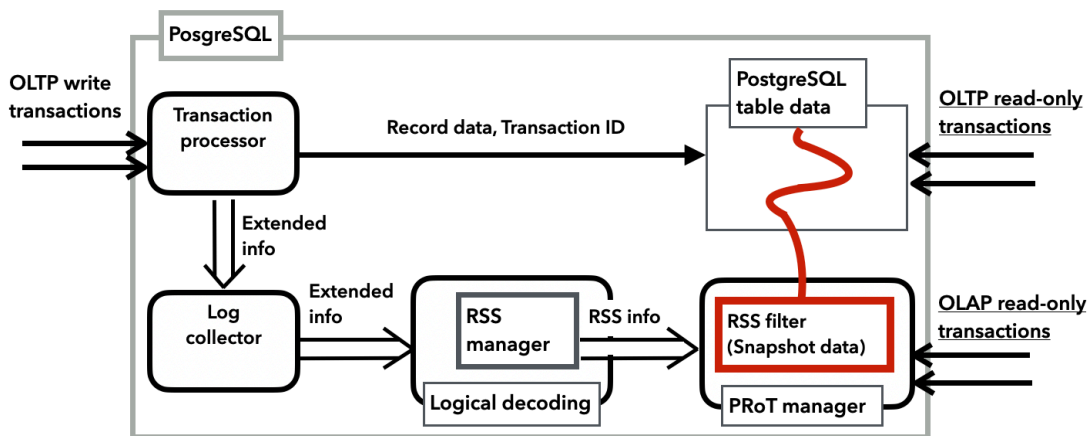 PosgreSQL
OLTP write
transactions
Transaction
processor
Record data, Transaction ID
PostgreSQL
table data
OLTP read-only
transactions
Extended
info
Log
collector
Extended
info
RSS
manager
Logical decoding
RSS info
RSS filter
(Snapshot data)
PRoT manager
OLAP read-only
transactions